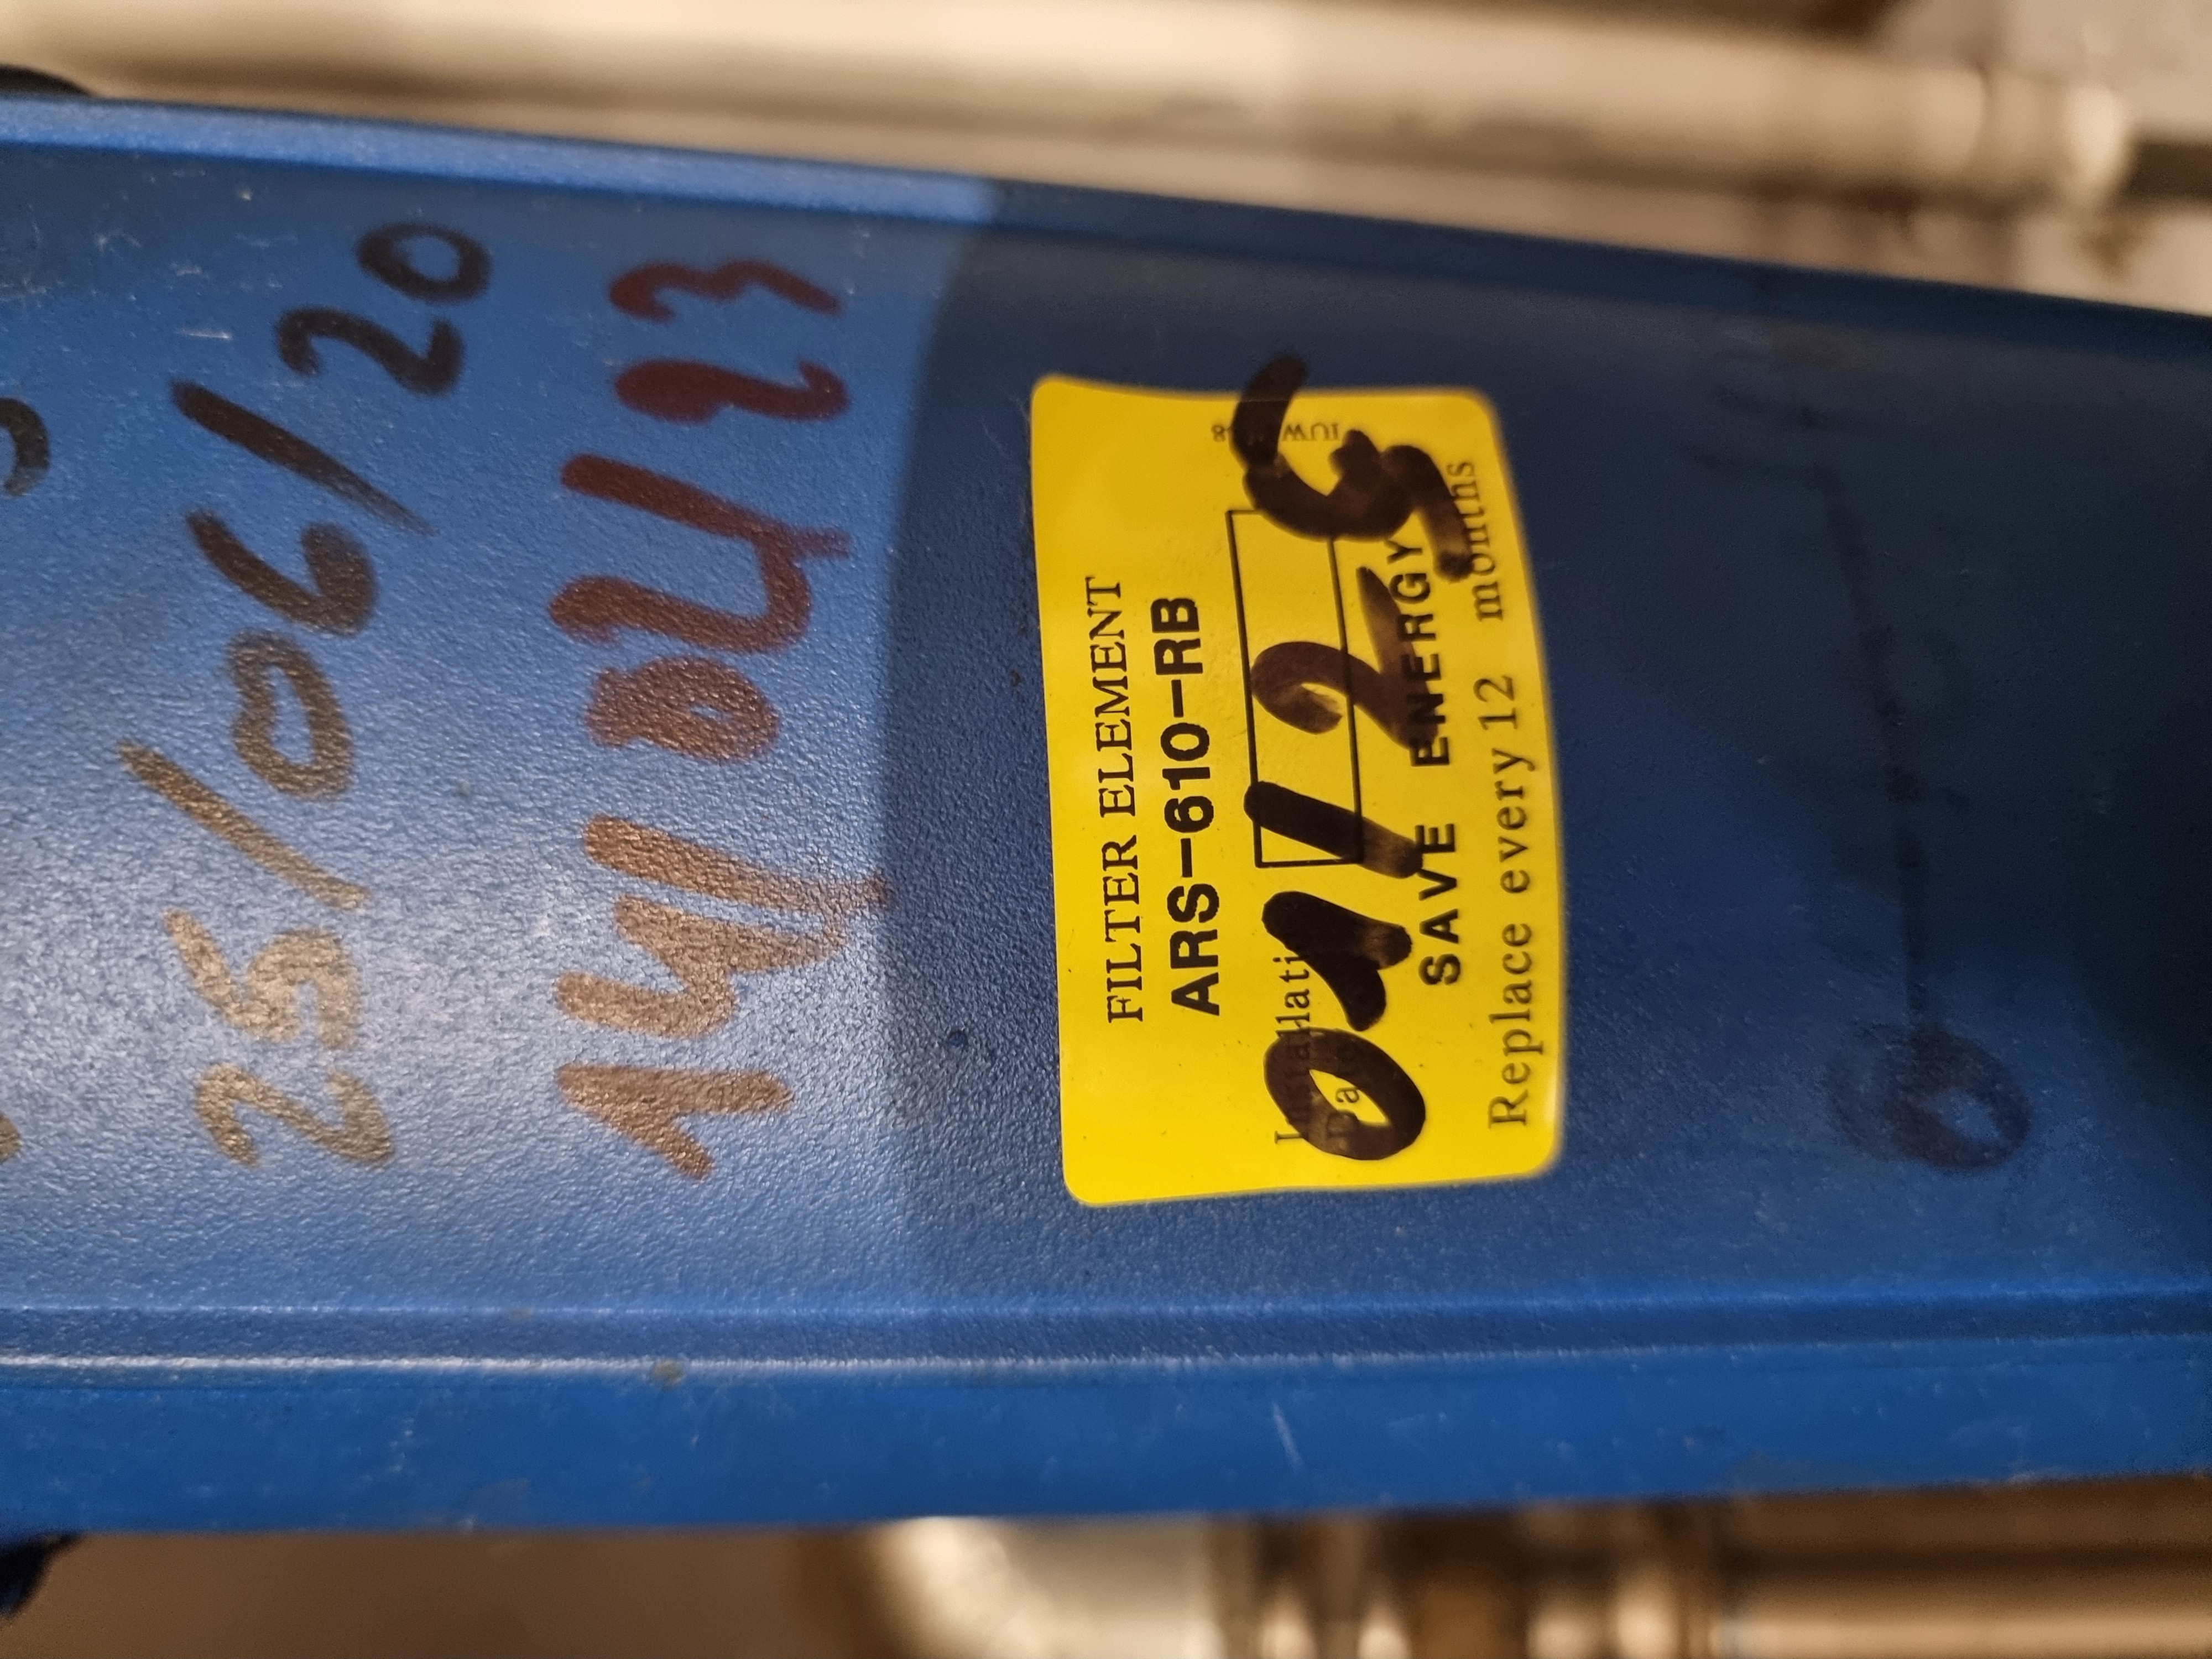 25/06/20
14/04/23
FILTER ELEMENT
ARS-610-RB
01/25
SAVE ENERGY
Replace every 12 months